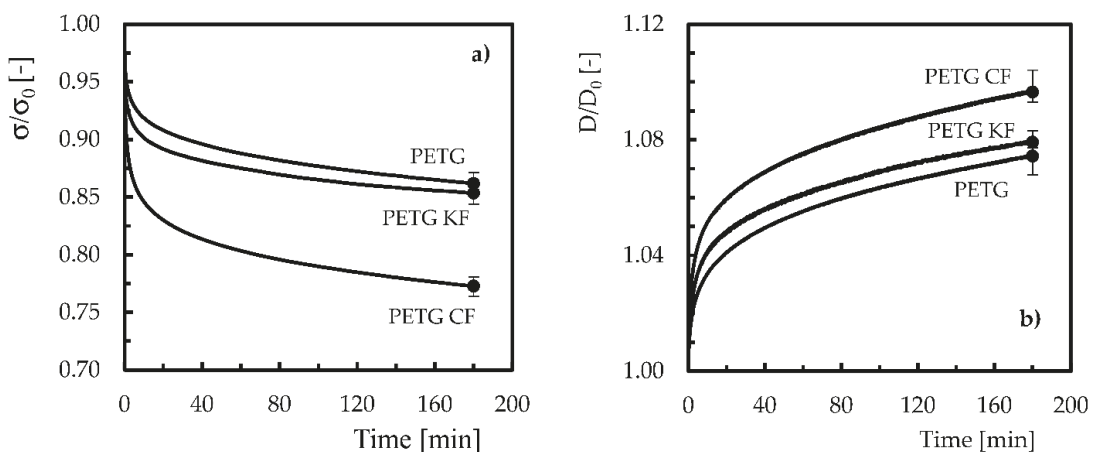 1.00
a)
0.95
σ/σ0 [-]
0.90
PETG
0.85
PETG KF
0.80
0.75
PETG CF
0.70
0 40 80 120 160 200
Time [min]
1.12
D/D0 [-]
PETG CF
1.08
PETG KF
PETG
1.04
b)
1.00
0 40 80 120 160 200
Time [min]